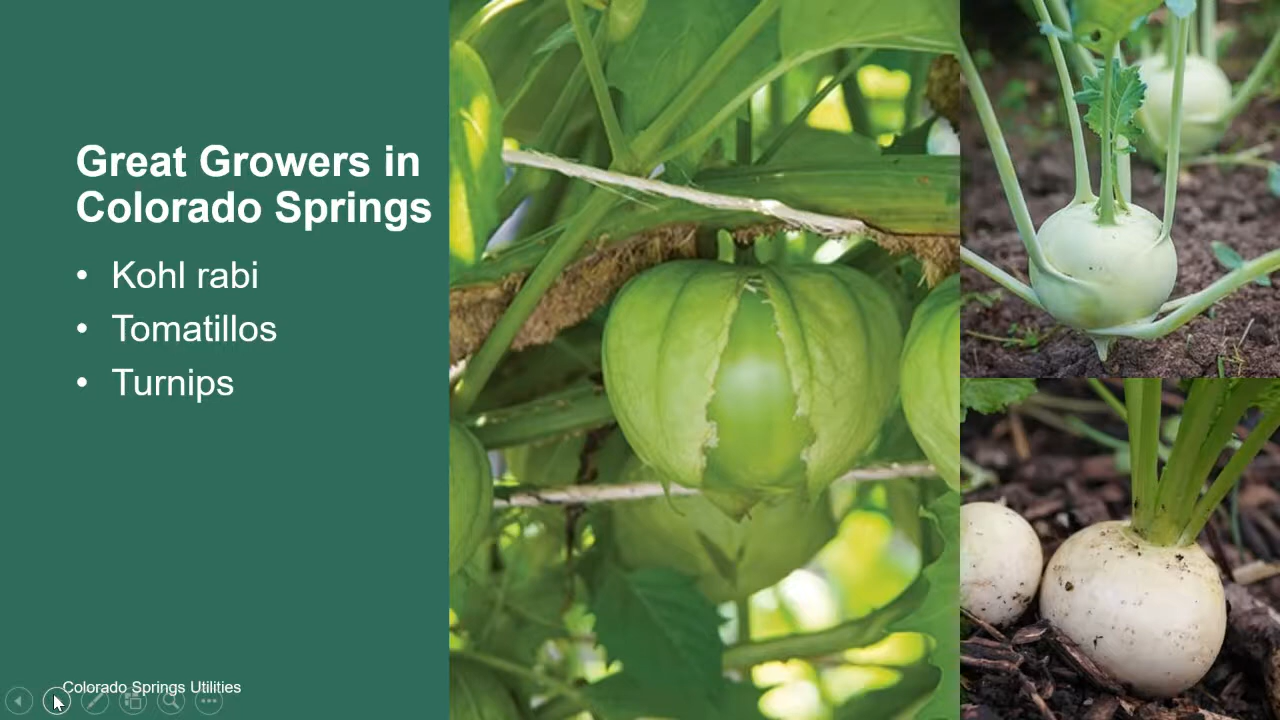 Great Growers in
Colorado Springs
• Kohl rabi
• Tomatillos
• Turnips
Colorado Springs Utilities